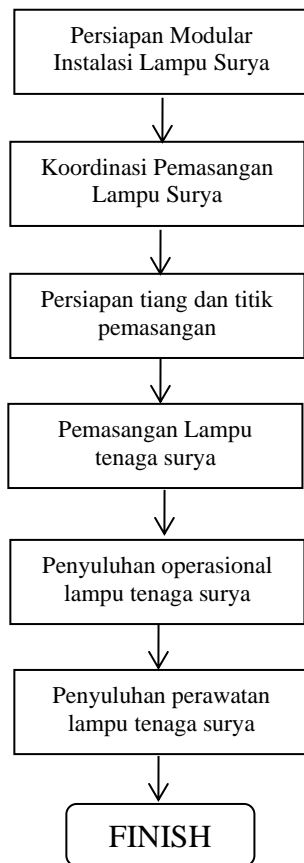 Persiapan Modular
Instalasi Lampu Surya
Koordinasi Pemasangan
Lampu Surya
Persiapan tiang dan titik
pemasangan
Pemasangan Lampu
tenaga surya
Penyuluhan operasional
lampu tenaga surya
Penyuluhan perawatan
lampu tenaga surya
FINISH